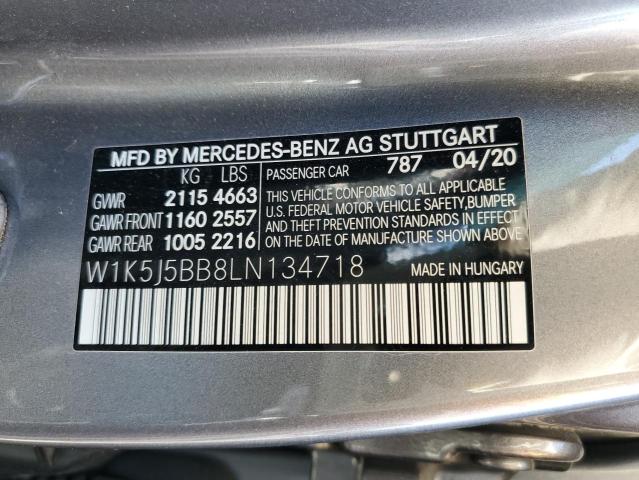 MFD BY MERCEDES-BENZ AG STUTTGART
KG LBS PASSENGER CAR 787 04/20
GVWR 2115 4663
GAWR FRONT 1160 2557
GAWR REAR 1005 2216
THIS VEHICLE CONFORMS TO ALL APPLICABLE
U.S. FEDERAL MOTOR VEHICLE SAFETY, BUMPER
AND THEFT PREVENTION STANDARDS IN EFFECT
ON THE DATE OF MANUFACTURE SHOWN ABOVE.
W1K5J5BB8LN134718 MADE IN HUNGARY